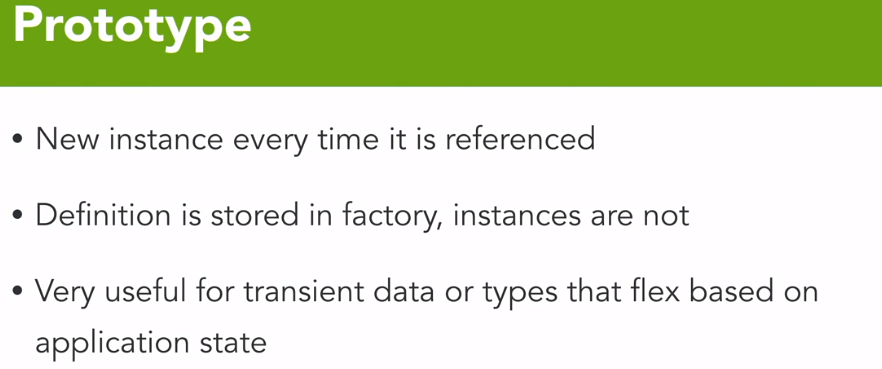 Prototype
• New instance every time it is referenced
• Definition is stored in factory, instances are not
• Very useful for transient data or types that flex based on
application state